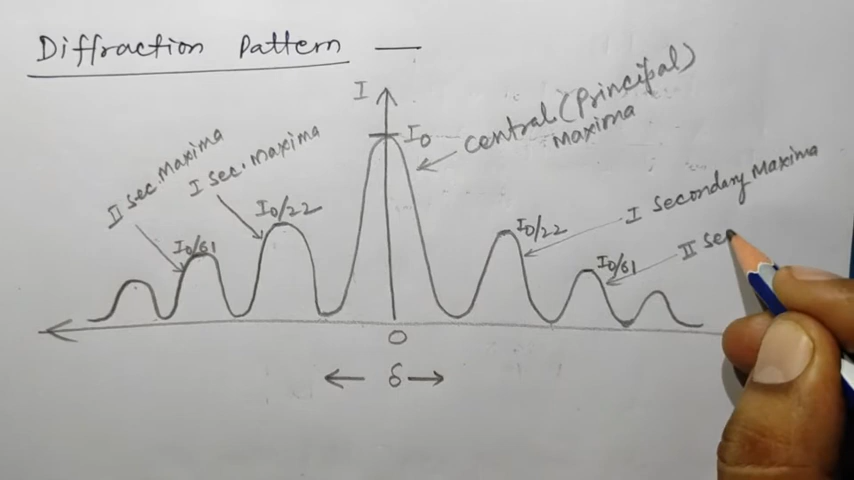 Diffraction Pattern —
I
I₀
Central (Principal)
Maxima
II Sec. Maxima
I Sec. Maxima
I₀/22
I₀/61
I₀/22
I Secondary Maxima
I₀/61
II Sec
O
← δ →